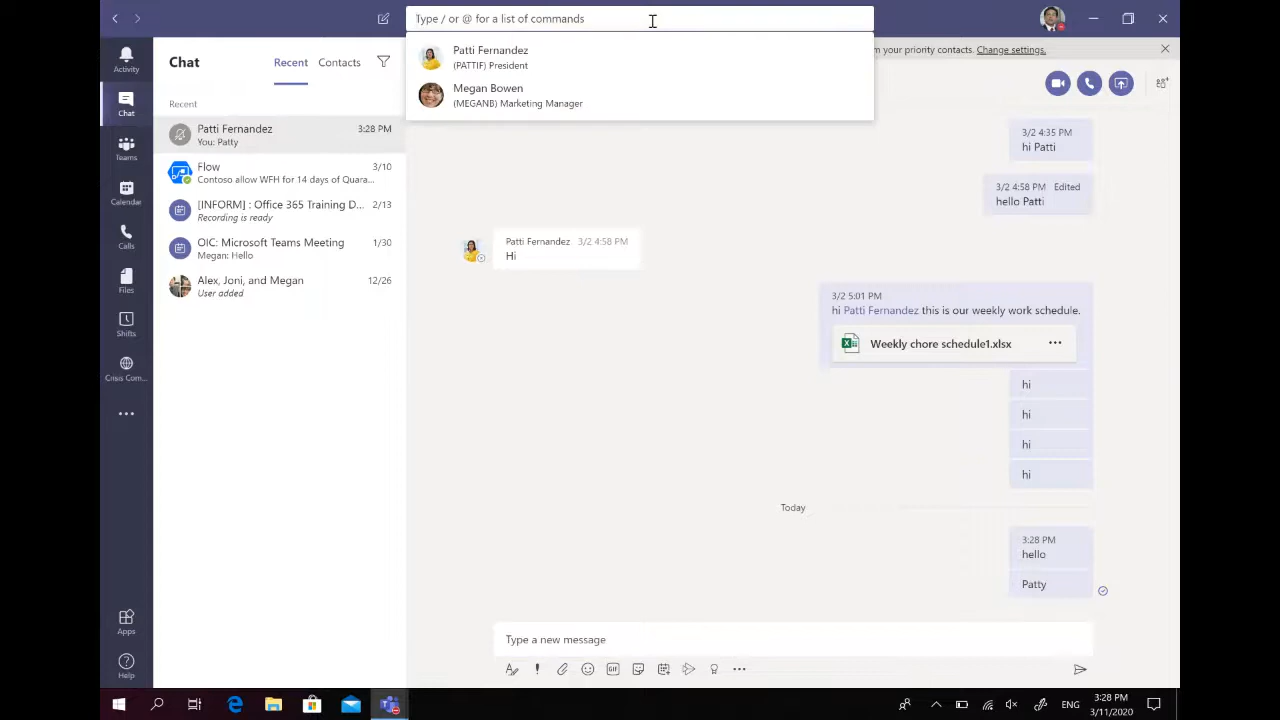 Type / or @ for a list of commands
Patti Fernandez
(PATTIF) President
Megan Bowen
(MEGANB) Marketing Manager
m your priority contacts. Change settings.
Activity
Chat
Teams
Calendar
Calls
Files
Shifts
Crisis Com...
Apps
Help
Chat
Recent
Contacts
Recent
Patti Fernandez 3:28 PM
You: Patty
Flow 3/10
Contoso allow WFH for 14 days of Quara...
[INFORM] : Office 365 Training D... 2/13
Recording is ready
OIC: Microsoft Teams Meeting 1/30
Megan: Hello
Alex, Joni, and Megan 12/26
User added
3/2 4:35 PM
hi Patti
3/2 4:58 PM Edited
hello Patti
Patti Fernandez 3/2 4:58 PM
Hi
3/2 5:01 PM
hi Patti Fernandez this is our weekly work schedule.
Weekly chore schedule1.xlsx
hi
hi
hi
hi
Today
3:28 PM
hello
Patty
Type a new message
GIF
ENG
3:28 PM
3/11/2020